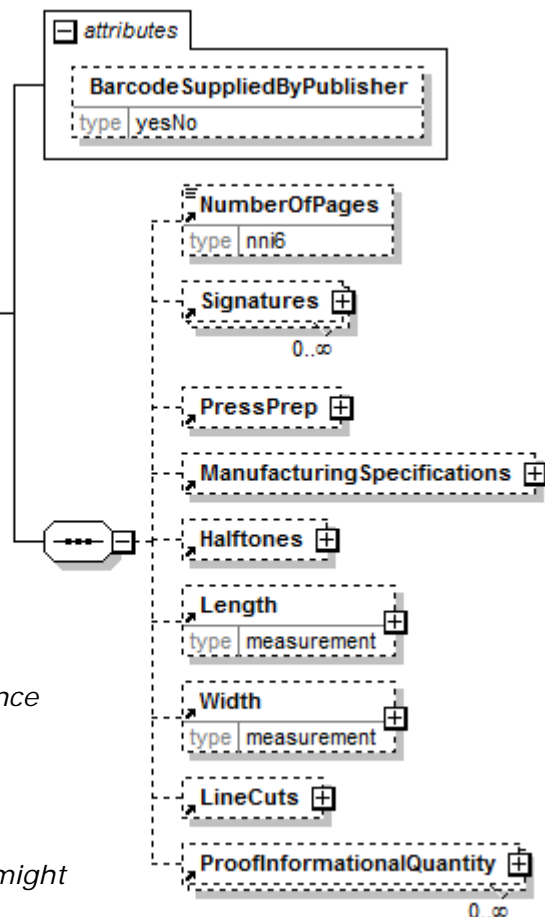 attributes
BarcodeSuppliedByPublisher
type yesNo
NumberOfPages
type nni6
Signatures
0..∞
PressPrep
ManufacturingSpecifications
Halftones
Length
type measurement
nce
Width
type measurement
LineCuts
might
ProofInformationalQuantity
0..∞